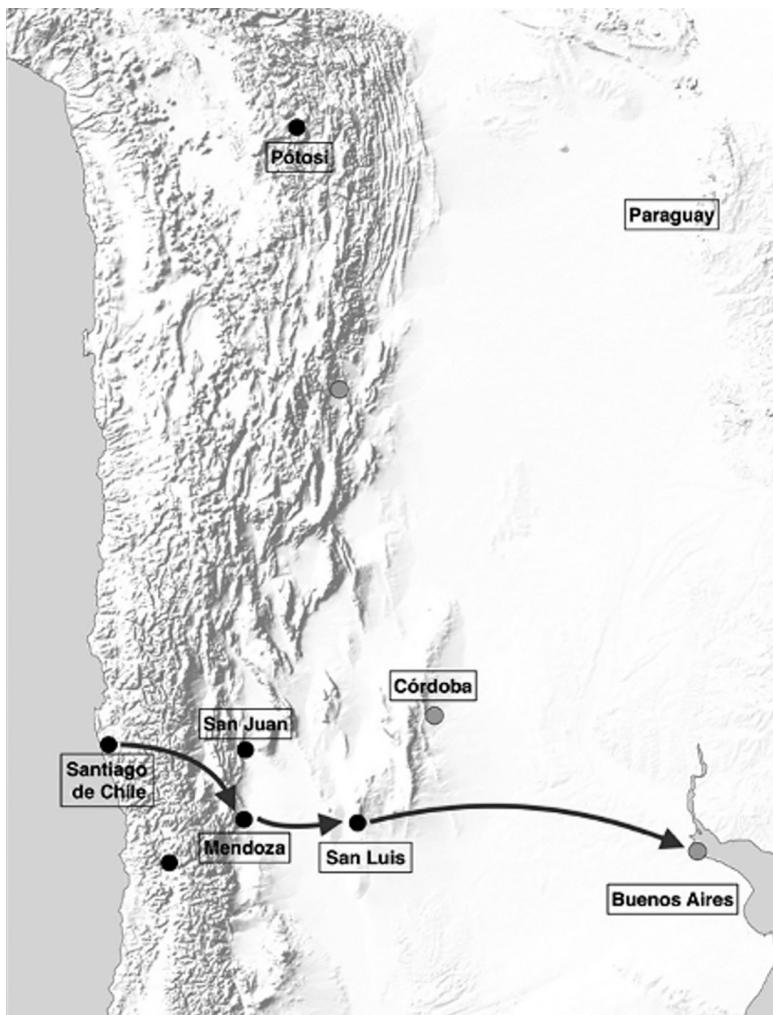 Pótosi
Paraguay
Córdoba
San Juan
Santiago
de Chile
Mendoza
San Luis
Buenos Aires